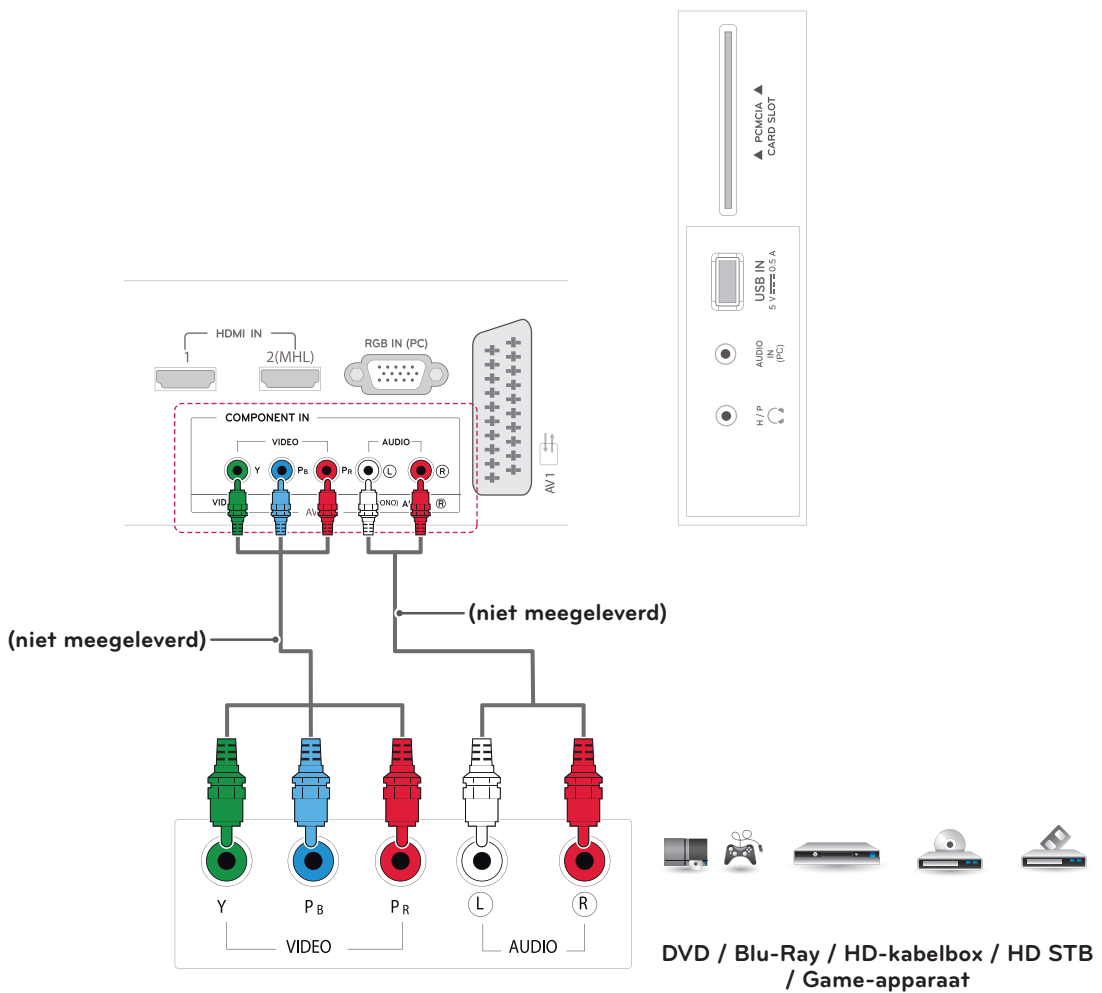 ▲ PCMCIA ▲
CARD SLOT
USB IN
5 V 0.5 A
AUDIO
IN
(PC)
H / P
HDMI IN
1
2(MHL)
RGB IN (PC)
AV1
COMPONENT IN
VIDEO
AUDIO
Y
PB
PR
L
R
R
(niet meegeleverd)
(niet meegeleverd)
Y
PB
PR
L
R
VIDEO
AUDIO
DVD / Blu-Ray / HD-kabelbox / HD STB
/ Game-apparaat